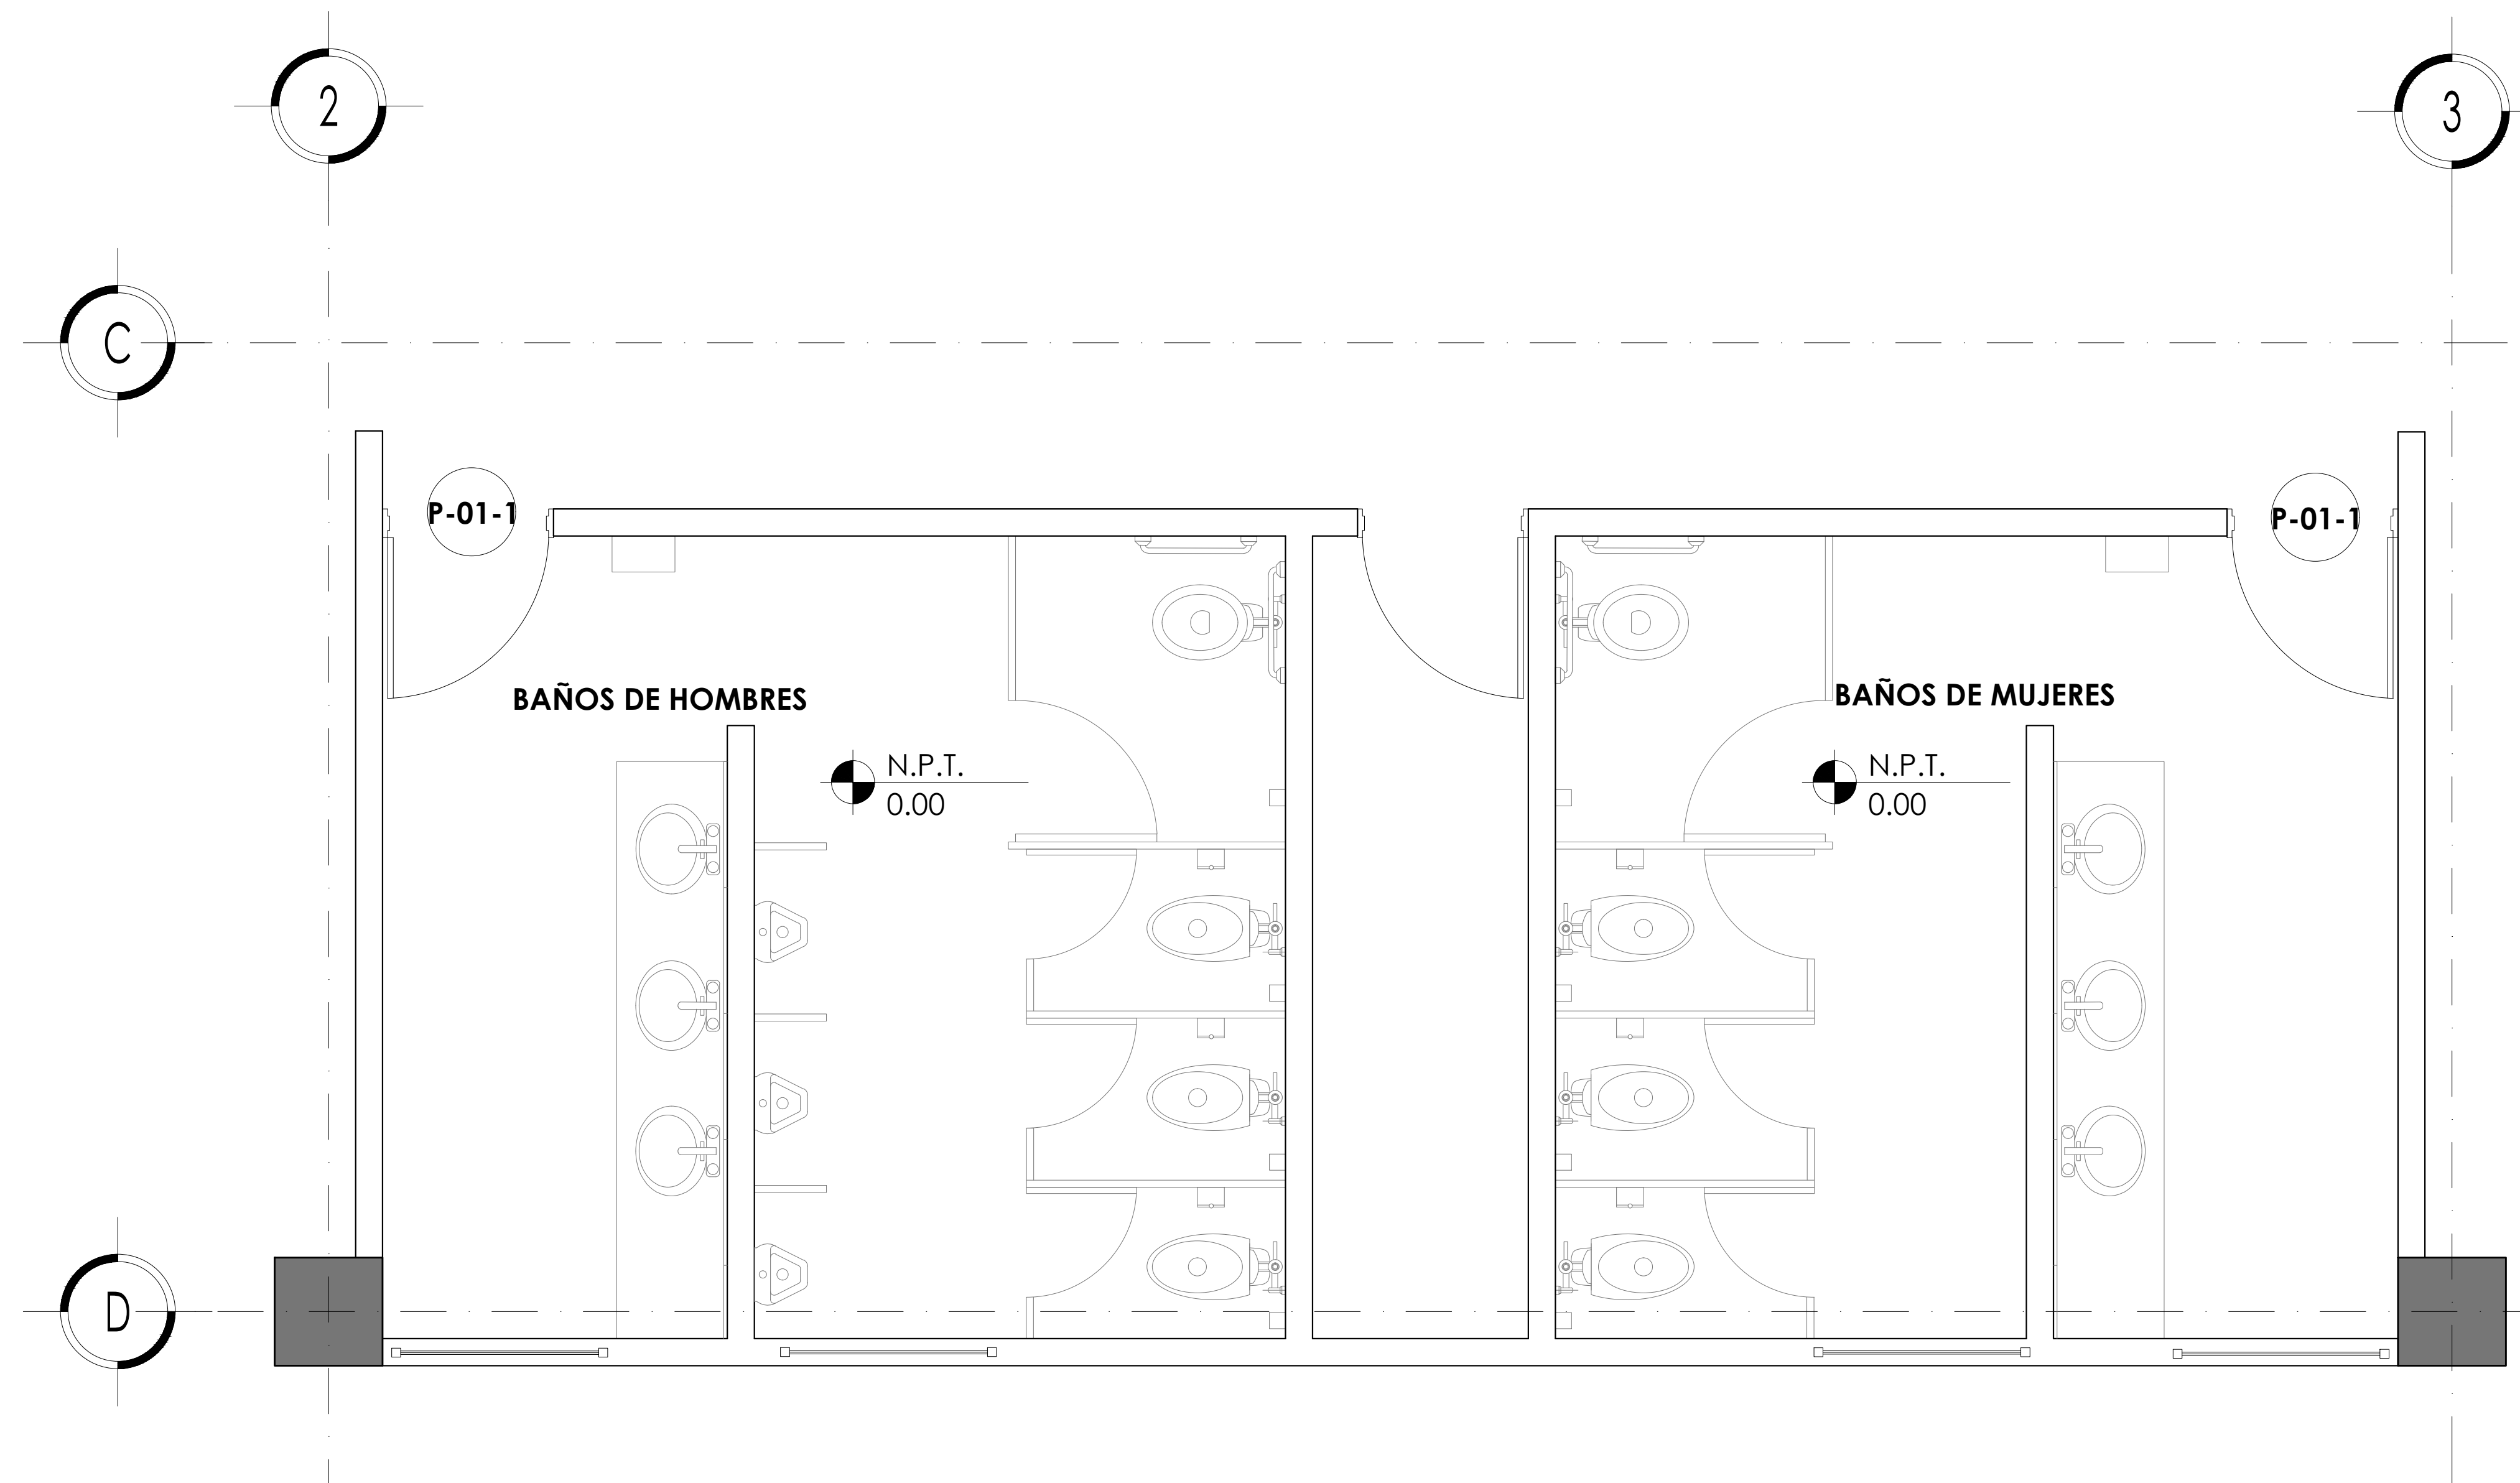 2
3
C
P-01-1
P-01-1
BAÑOS DE HOMBRES
BAÑOS DE MUJERES
N.P.T.
0.00
N.P.T.
0.00
D